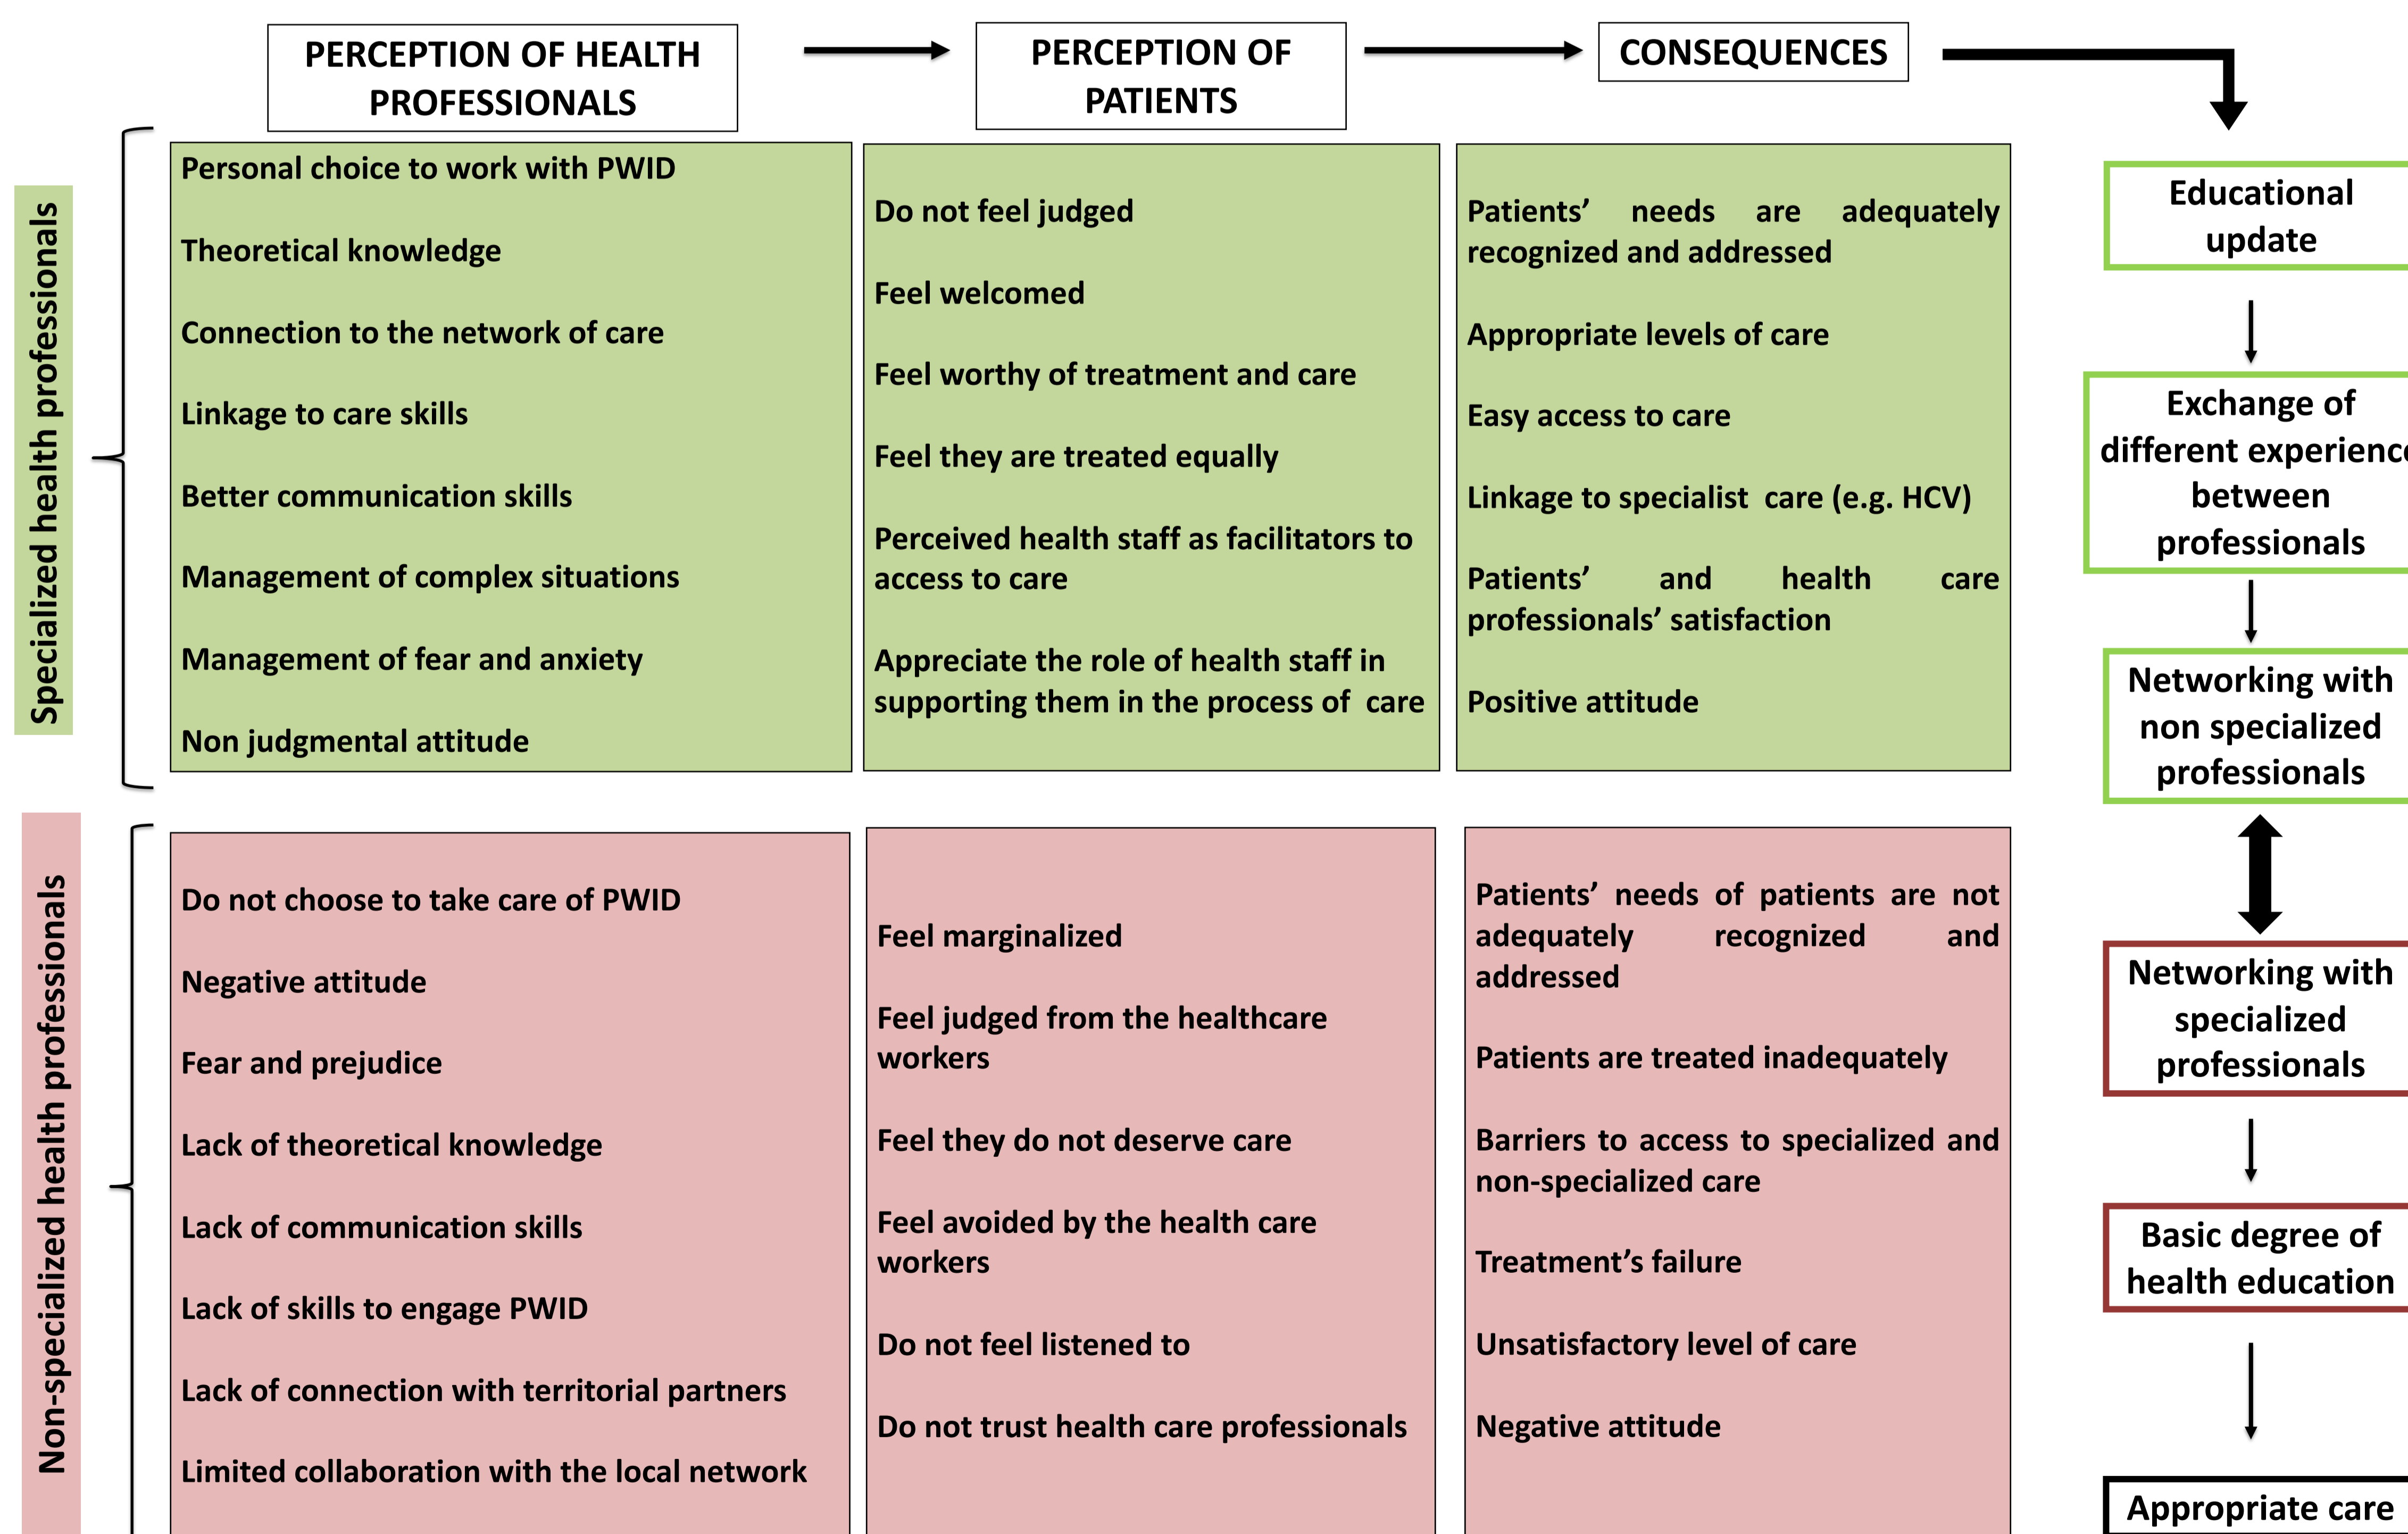 PERCEPTION OF HEALTH
PROFESSIONALS
PERCEPTION OF
PATIENTS
CONSEQUENCES
Specialized health professionals
Personal choice to work with PWID
Theoretical knowledge
Connection to the network of care
Linkage to care skills
Better communication skills
Management of complex situations
Management of fear and anxiety
Non judgmental attitude
Do not feel judged
Feel welcomed
Feel worthy of treatment and care
Feel they are treated equally
Perceived health staff as facilitators to
access to care
Appreciate the role of health staff in
supporting them in the process of care
Patients’ needs are adequately
recognized and addressed
Appropriate levels of care
Easy access to care
Linkage to specialist care (e.g. HCV)
Patients’ and health care
professionals’ satisfaction
Positive attitude
Educational
update
Exchange of
different experience
between
professionals
Networking with
non specialized
professionals
Non-specialized health professionals
Do not choose to take care of PWID
Negative attitude
Fear and prejudice
Lack of theoretical knowledge
Lack of communication skills
Lack of skills to engage PWID
Lack of connection with territorial partners
Limited collaboration with the local network
Feel marginalized
Feel judged from the healthcare
workers
Feel they do not deserve care
Feel avoided by the health care
workers
Do not feel listened to
Do not trust health care professionals
Patients’ needs of patients are not
adequately recognized and
addressed
Patients are treated inadequately
Barriers to access to specialized and
non-specialized care
Treatment’s failure
Unsatisfactory level of care
Negative attitude
Networking with
specialized
professionals
Basic degree of
health education
Appropriate care